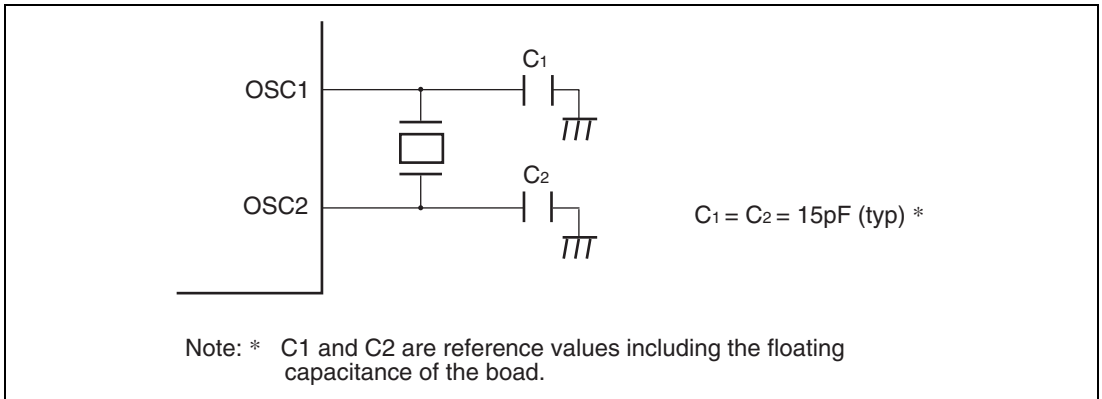 C1
OSC1
C2
OSC2
C1 = C2 = 15pF (typ) *
Note: * C1 and C2 are reference values including the floating
capacitance of the boad.